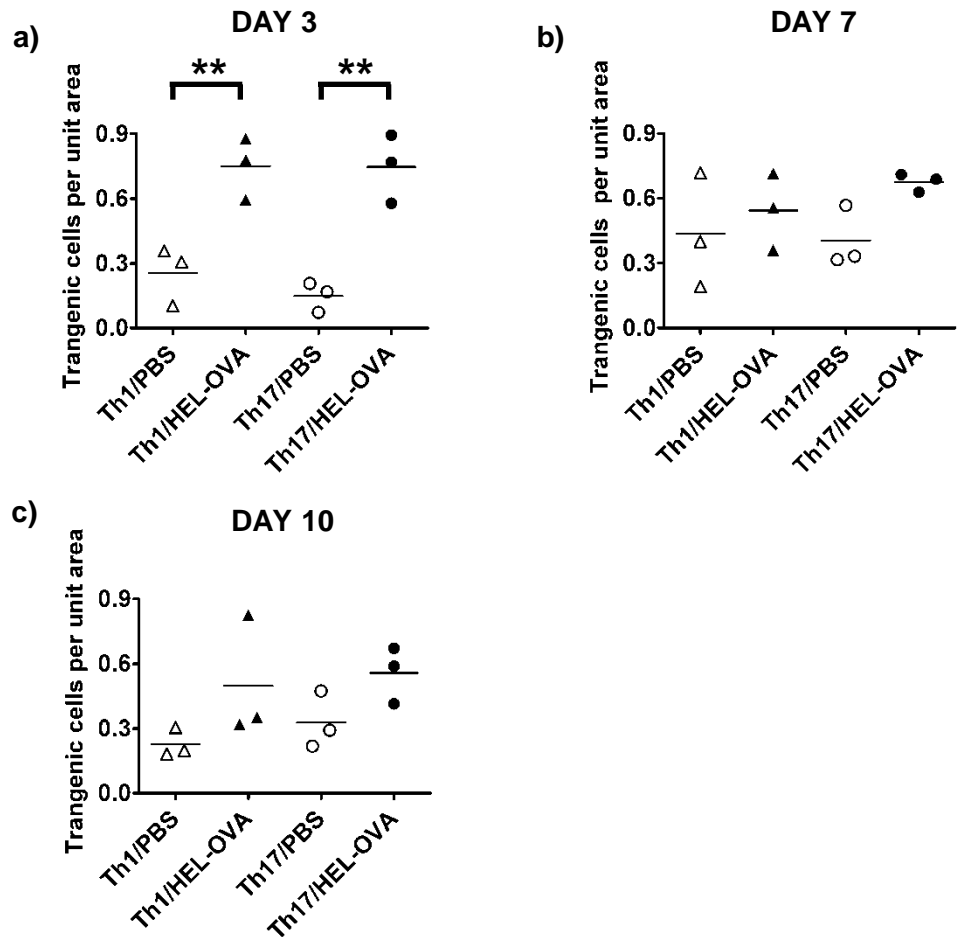 a)
DAY 3
** **
Trangenic cells per unit area
0.9
0.6
0.3
0.0
Th1/PBS
Th1/HEL-OVA
Th17/PBS
Th17/HEL-OVA
b)
DAY 7
Trangenic cells per unit area
0.9
0.6
0.3
0.0
Th1/PBS
Th1/HEL-OVA
Th17/PBS
Th17/HEL-OVA
c)
DAY 10
Trangenic cells per unit area
0.9
0.6
0.3
0.0
Th1/PBS
Th1/HEL-OVA
Th17/PBS
Th17/HEL-OVA